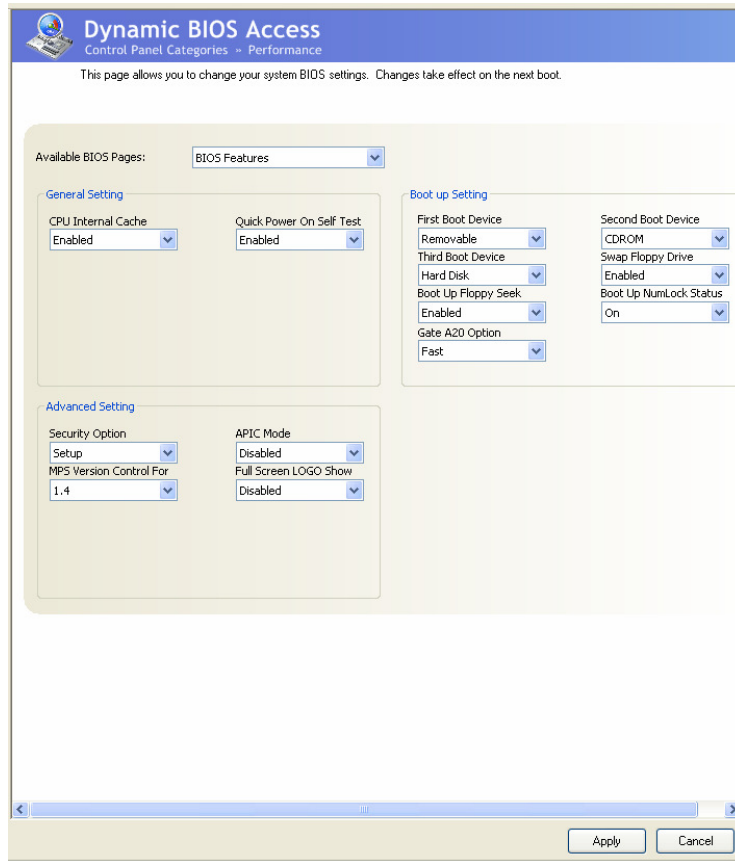 Dynamic BIOS Access
Control Panel Categories » Performance
This page allows you to change your system BIOS settings. Changes take effect on the next boot.
Available BIOS Pages:
BIOS Features
General Setting
CPU Internal Cache
Quick Power On Self Test
Enabled
Enabled
Boot up Setting
First Boot Device
Second Boot Device
Removable
CDROM
Third Boot Device
Swap Floppy Drive
Hard Disk
Enabled
Boot Up Floppy Seek
Boot Up NumLock Status
Enabled
On
Gate A20 Option
Fast
Advanced Setting
Security Option
APIC Mode
Setup
Disabled
MPS Version Control For
Full Screen LOGO Show
1.4
Disabled
Apply
Cancel